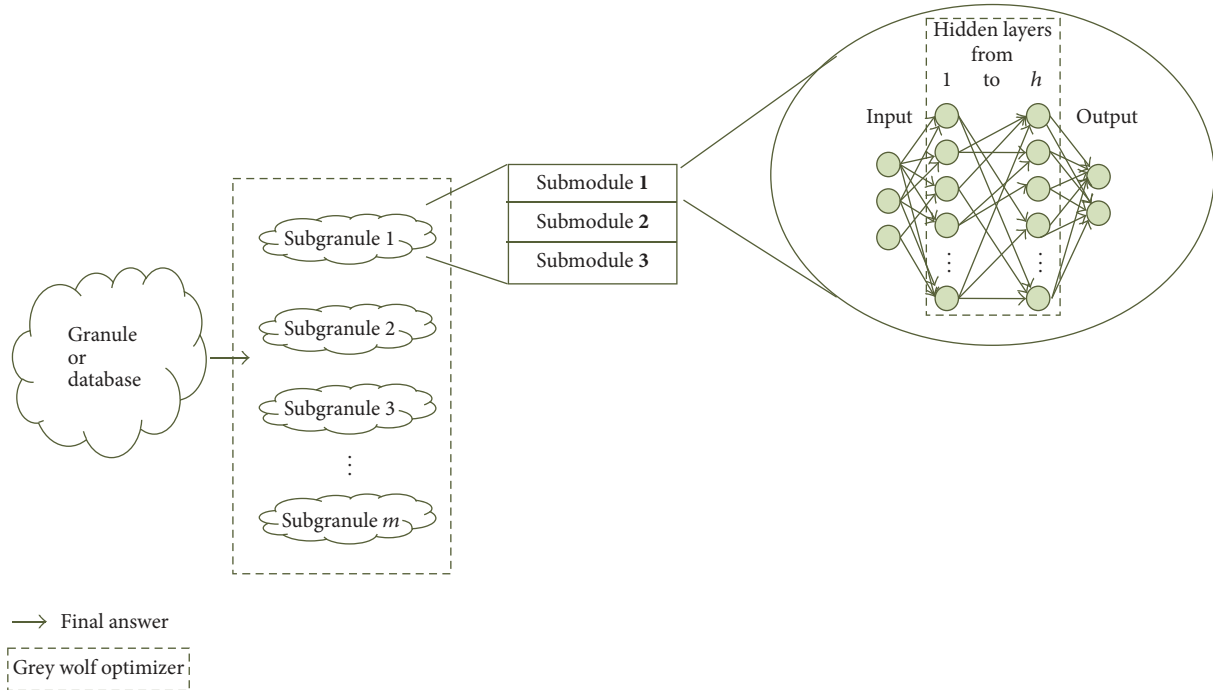 Hidden layers
from
1 to h
Input
Output
Submodule 1
Submodule 2
Submodule 3
Subgranule 1
Subgranule 2
Subgranule 3
⋮
Subgranule m
Granule
or
database
Final answer
Grey wolf optimizer